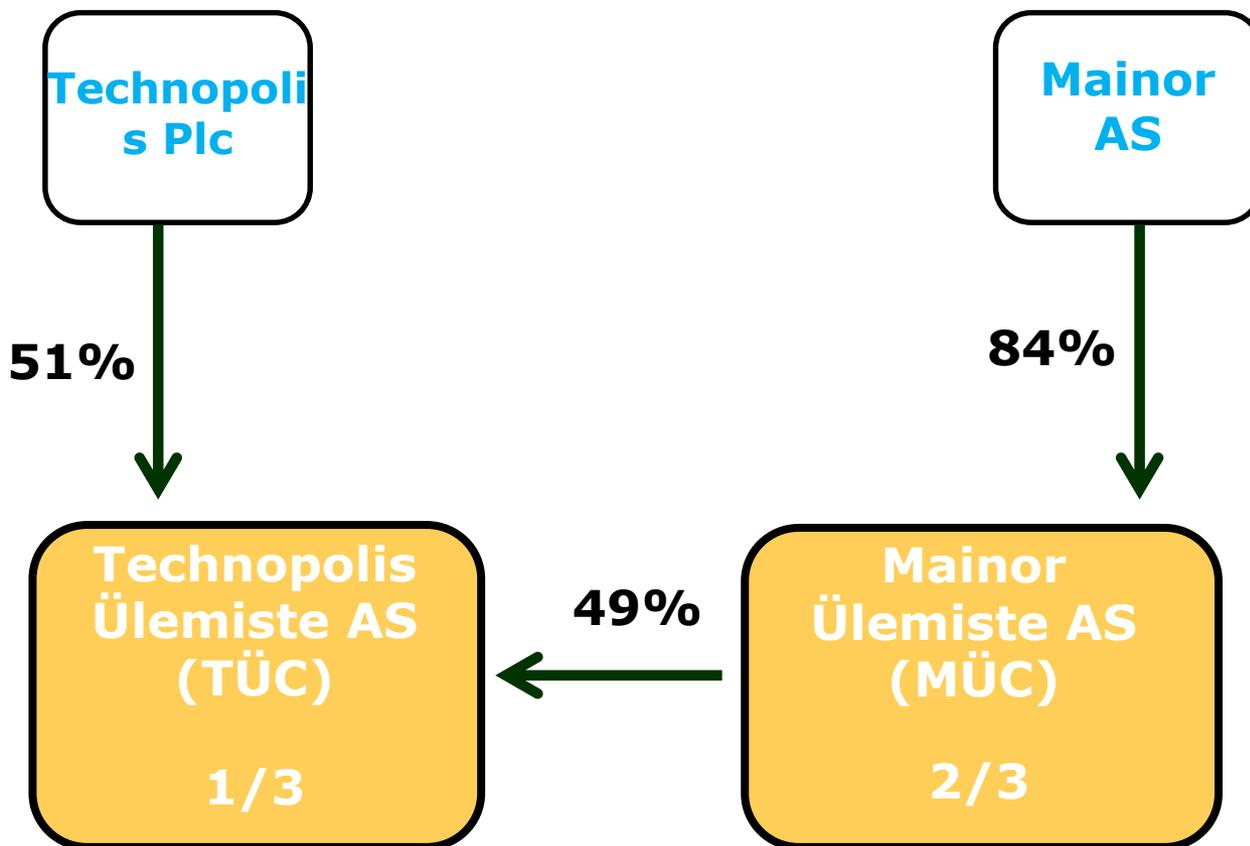 Technopoli
s Plc
Mainor
AS
51%
84%
Technopolis
Ülemiste AS
(TÜC)
1/3
49%
Mainor
Ülemiste AS
(MÜC)
2/3